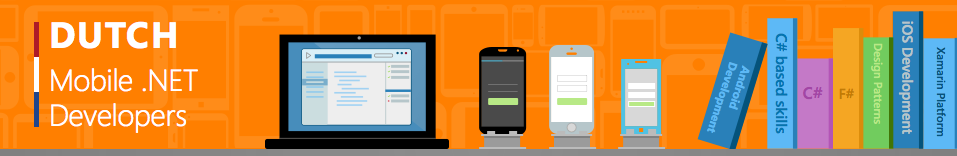 DUTCH
Mobile .NET
Developers
Android
Development
C# based skills
C#
F#
Design Patterns
iOS Development
Xamarin Platform